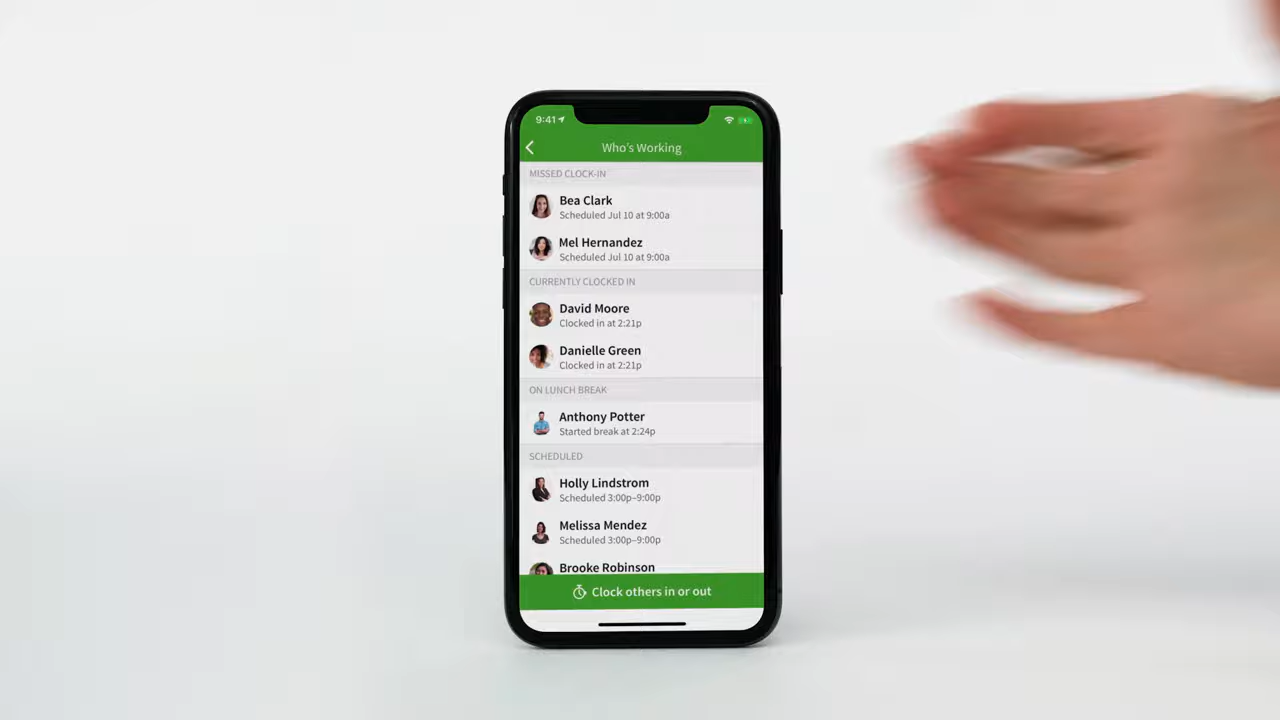 9:41
Who's Working
MISSED CLOCK-IN
Bea Clark
Scheduled Jul 10 at 9:00a
Mel Hernandez
Scheduled Jul 10 at 9:00a
CURRENTLY CLOCKED IN
David Moore
Clocked in at 2:21p
Danielle Green
Clocked in at 2:21p
ON LUNCH BREAK
Anthony Potter
Started break at 2:24p
SCHEDULED
Holly Lindstrom
Scheduled 3:00p–9:00p
Melissa Mendez
Scheduled 3:00p–9:00p
Brooke Robinson
Clock others in or out